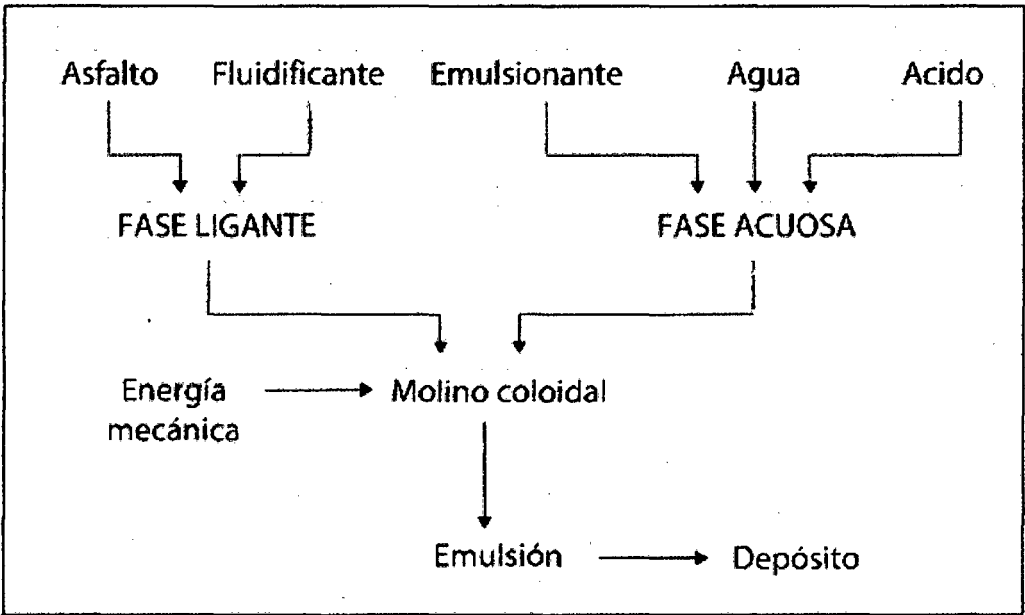 Asfalto Fluidificante Emulsionante Agua Acido
FASE LIGANTE FASE ACUOSA
Energía
mecánica
Molino coloidal
Emulsión Depósito